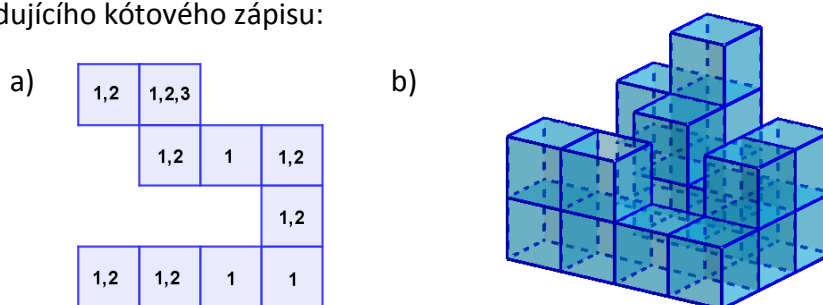 dujícího kótového zápisu:
a)
b)
1,2 1,2,3
1,2 1 1,2
1,2
1,2 1,2 1 1